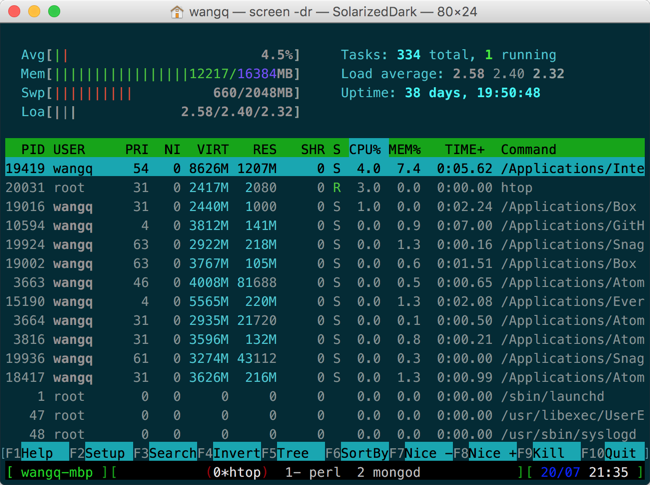 wangq — screen -dr — SolarizedDark — 80×24
Avg[|| 4.5%] Tasks: 334 total, 1 running
Mem[|||||||||||||||||12217/16384MB] Load average: 2.58 2.40 2.32
Swp[|||||||||| 660/2048MB] Uptime: 38 days, 19:50:48
Loa[||| 2.58/2.40/2.32]
PID USER PRI NI VIRT RES SHR S CPU% MEM% TIME+ Command
19419 wangq 54 0 8626M 1207M 0 S 4.0 7.4 0:05.62 /Applications/Inte
20031 root 31 0 2417M 2080 0 R 3.0 0.0 0:00.00 htop
19016 wangq 31 0 2440M 1000 0 S 1.0 0.0 0:02.24 /Applications/Box
10594 wangq 4 0 3812M 141M 0 S 0.0 0.9 0:07.00 /Applications/GitH
19924 wangq 63 0 2922M 218M 0 S 0.0 1.3 0:00.16 /Applications/Snag
19002 wangq 63 0 3767M 105M 0 S 0.0 0.6 0:01.51 /Applications/Box
3663 wangq 46 0 4008M 81688 0 S 0.0 0.5 0:00.65 /Applications/Atom
15190 wangq 4 0 5565M 220M 0 S 0.0 1.3 0:02.08 /Applications/Ever
3664 wangq 31 0 2935M 21720 0 S 0.0 0.1 0:00.50 /Applications/Atom
3816 wangq 31 0 3596M 132M 0 S 0.0 0.8 0:00.21 /Applications/Atom
19936 wangq 61 0 3274M 43112 0 S 0.0 0.3 0:00.00 /Applications/Snag
18417 wangq 31 0 3626M 216M 0 S 0.0 1.3 0:00.99 /Applications/Atom
1 root 0 0 0 0 0 0.0 0.0 0:00.00 /sbin/launchd
47 root 0 0 0 0 0 0.0 0.0 0:00.00 /usr/libexec/UserE
48 root 0 0 0 0 0 0.0 0.0 0:00.00 /usr/sbin/syslogd
F1Help F2Setup F3SearchF4InvertF5Tree F6SortByF7Nice -F8Nice +F9Kill F10Quit
[ wangq-mbp ][ (0*htop) 1- perl 2 mongod ][ 20/07 21:35 ]